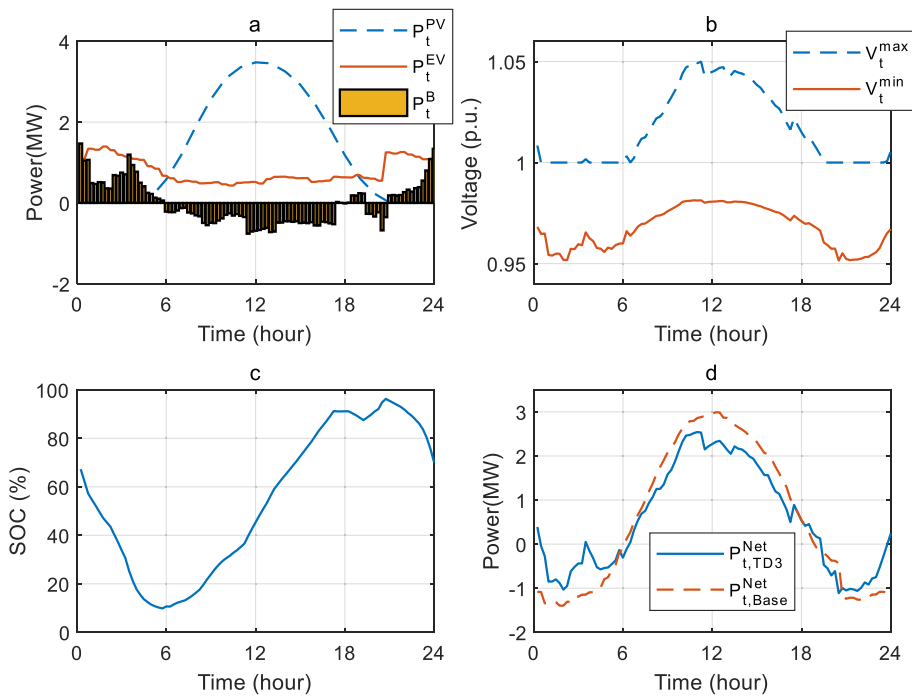 a
Power(MW)
4
2
0
-2
0
6
12
18
24
Time (hour)
P_t^PV
P_t^EV
P_t^B
b
Voltage (p.u.)
1.05
1
0.95
0
6
12
18
24
Time (hour)
V_t^max
V_t^min
c
SOC (%)
100
80
60
40
20
0
0
6
12
18
24
Time (hour)
d
Power(MW)
3
2
1
0
-1
-2
0
6
12
18
24
Time (hour)
P_t,TD3^Net
P_t,Base^Net